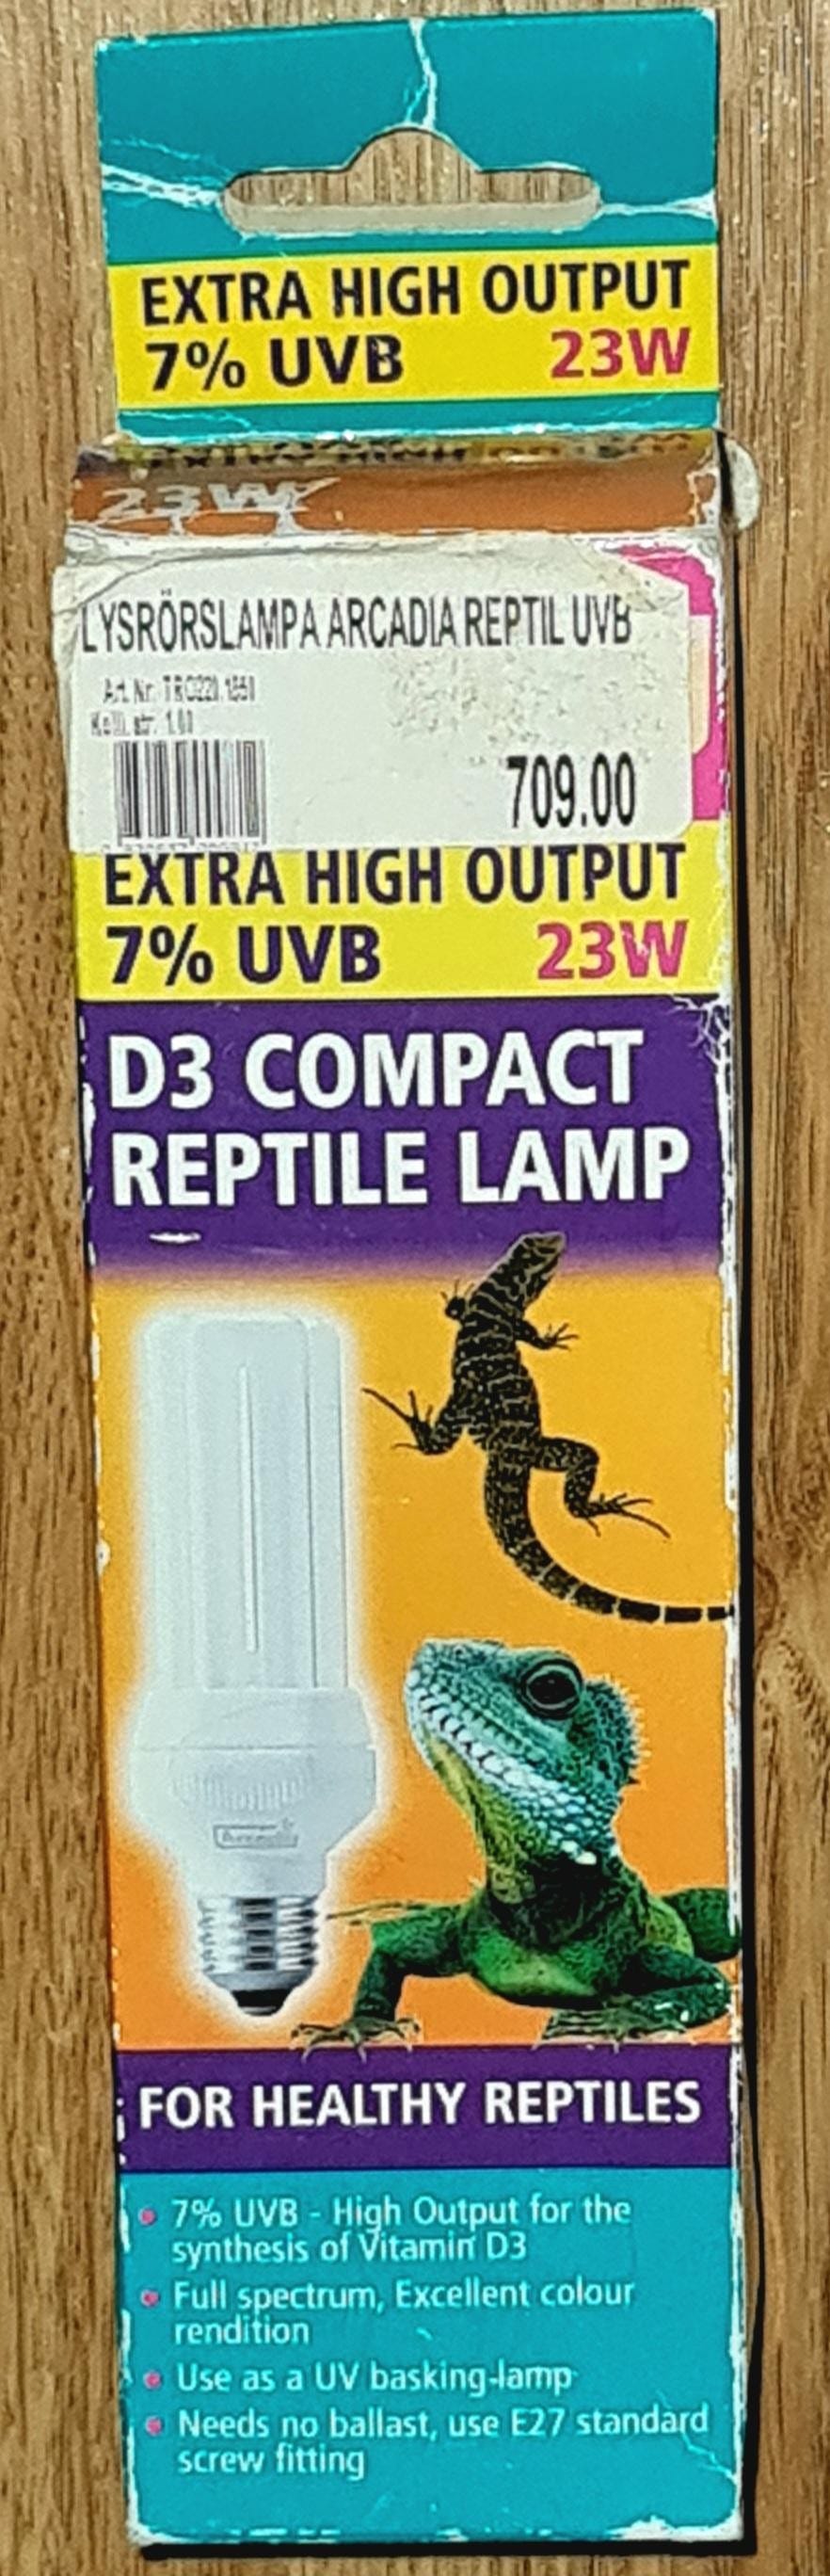 EXTRA HIGH OUTPUT
7% UVB 23W
23W
LYSRÖRSLAMPA ARCADIA REPTIL UVB
Art. Nr.
709.00
EXTRA HIGH OUTPUT
7% UVB 23W
D3 COMPACT
REPTILE LAMP
FOR HEALTHY REPTILES
7% UVB - High Output for the
synthesis of Vitamin D3
Full spectrum, Excellent colour
rendition
Use as a UV basking-lamp
Needs no ballast, use E27 standard
screw fitting